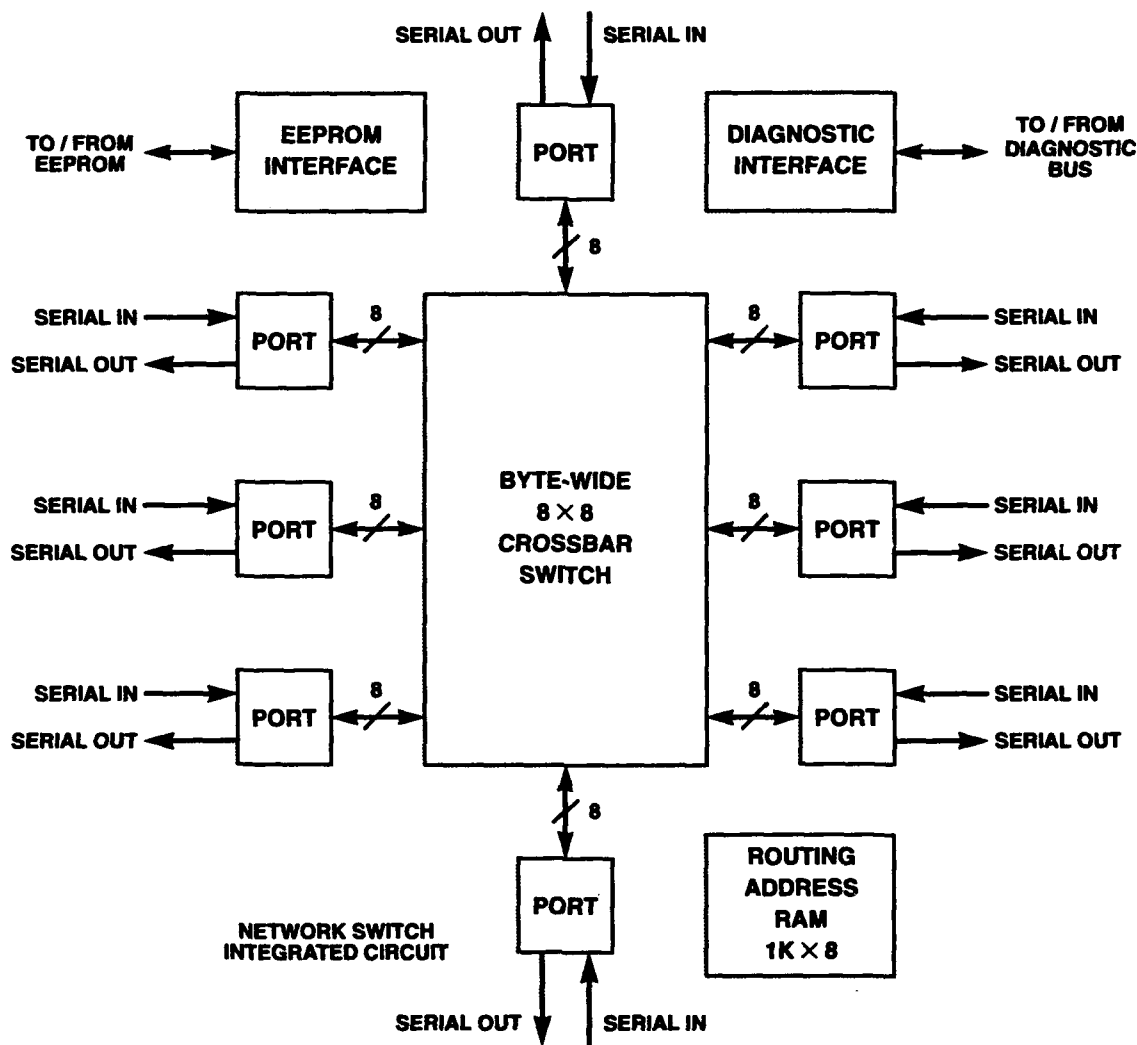 SERIAL OUT
SERIAL IN
TO / FROM
EEPROM
EEPROM
INTERFACE
PORT
DIAGNOSTIC
INTERFACE
TO / FROM
DIAGNOSTIC
BUS
8
SERIAL IN
SERIAL OUT
PORT
8
8
PORT
SERIAL IN
SERIAL OUT
SERIAL IN
SERIAL OUT
PORT
8
BYTE-WIDE
8 × 8
CROSSBAR
SWITCH
8
PORT
SERIAL IN
SERIAL OUT
SERIAL IN
SERIAL OUT
PORT
8
8
PORT
SERIAL IN
SERIAL OUT
8
PORT
ROUTING
ADDRESS
RAM
1K × 8
NETWORK SWITCH
INTEGRATED CIRCUIT
SERIAL OUT
SERIAL IN